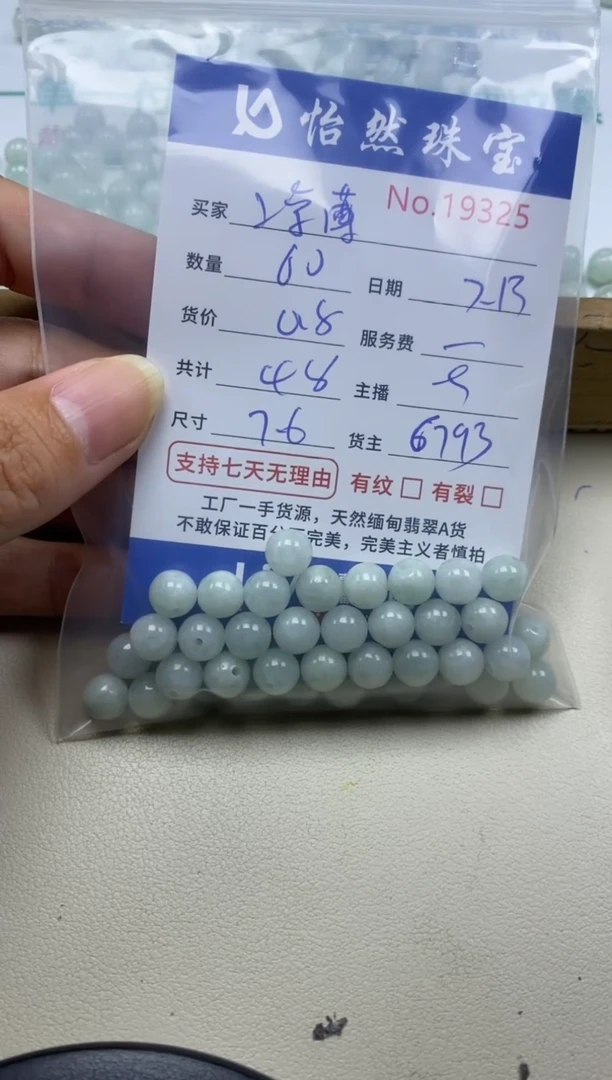 怡然珠宝
No.19325
买家
数量 60 日期 7-13
货价 0.8 服务费 一
共计 48 主播
尺寸 7-6 货主 6793
支持七天无理由 有纹 有裂
工厂一手货源，天然缅甸翡翠A货
不敢保证百分 完美，完美主义者慎拍